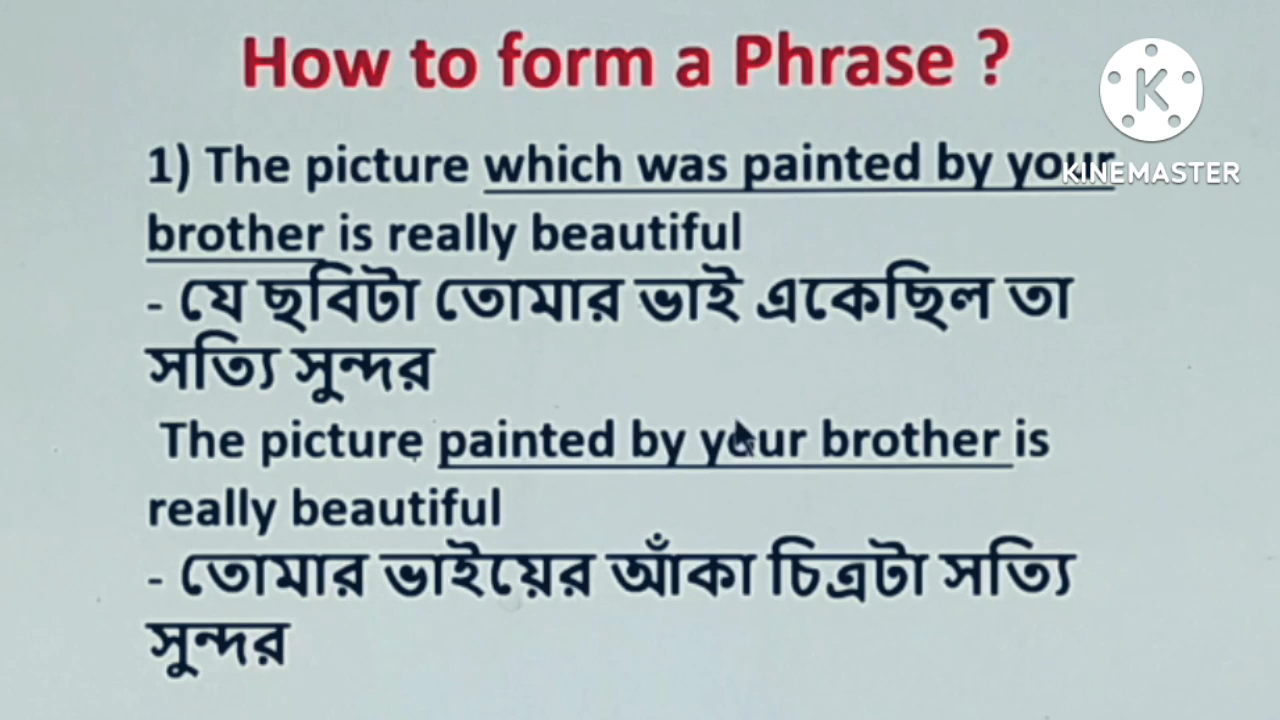 How to form a Phrase ?
K
KINEMASTER
1) The picture which was painted by your
brother is really beautiful
- যে ছবিটা তোমার ভাই একেছিল তা
সত্যি সুন্দর
The picture painted by your brother is
really beautiful
- তোমার ভাইয়ের আঁকা চিত্রটা সত্যি
সুন্দর